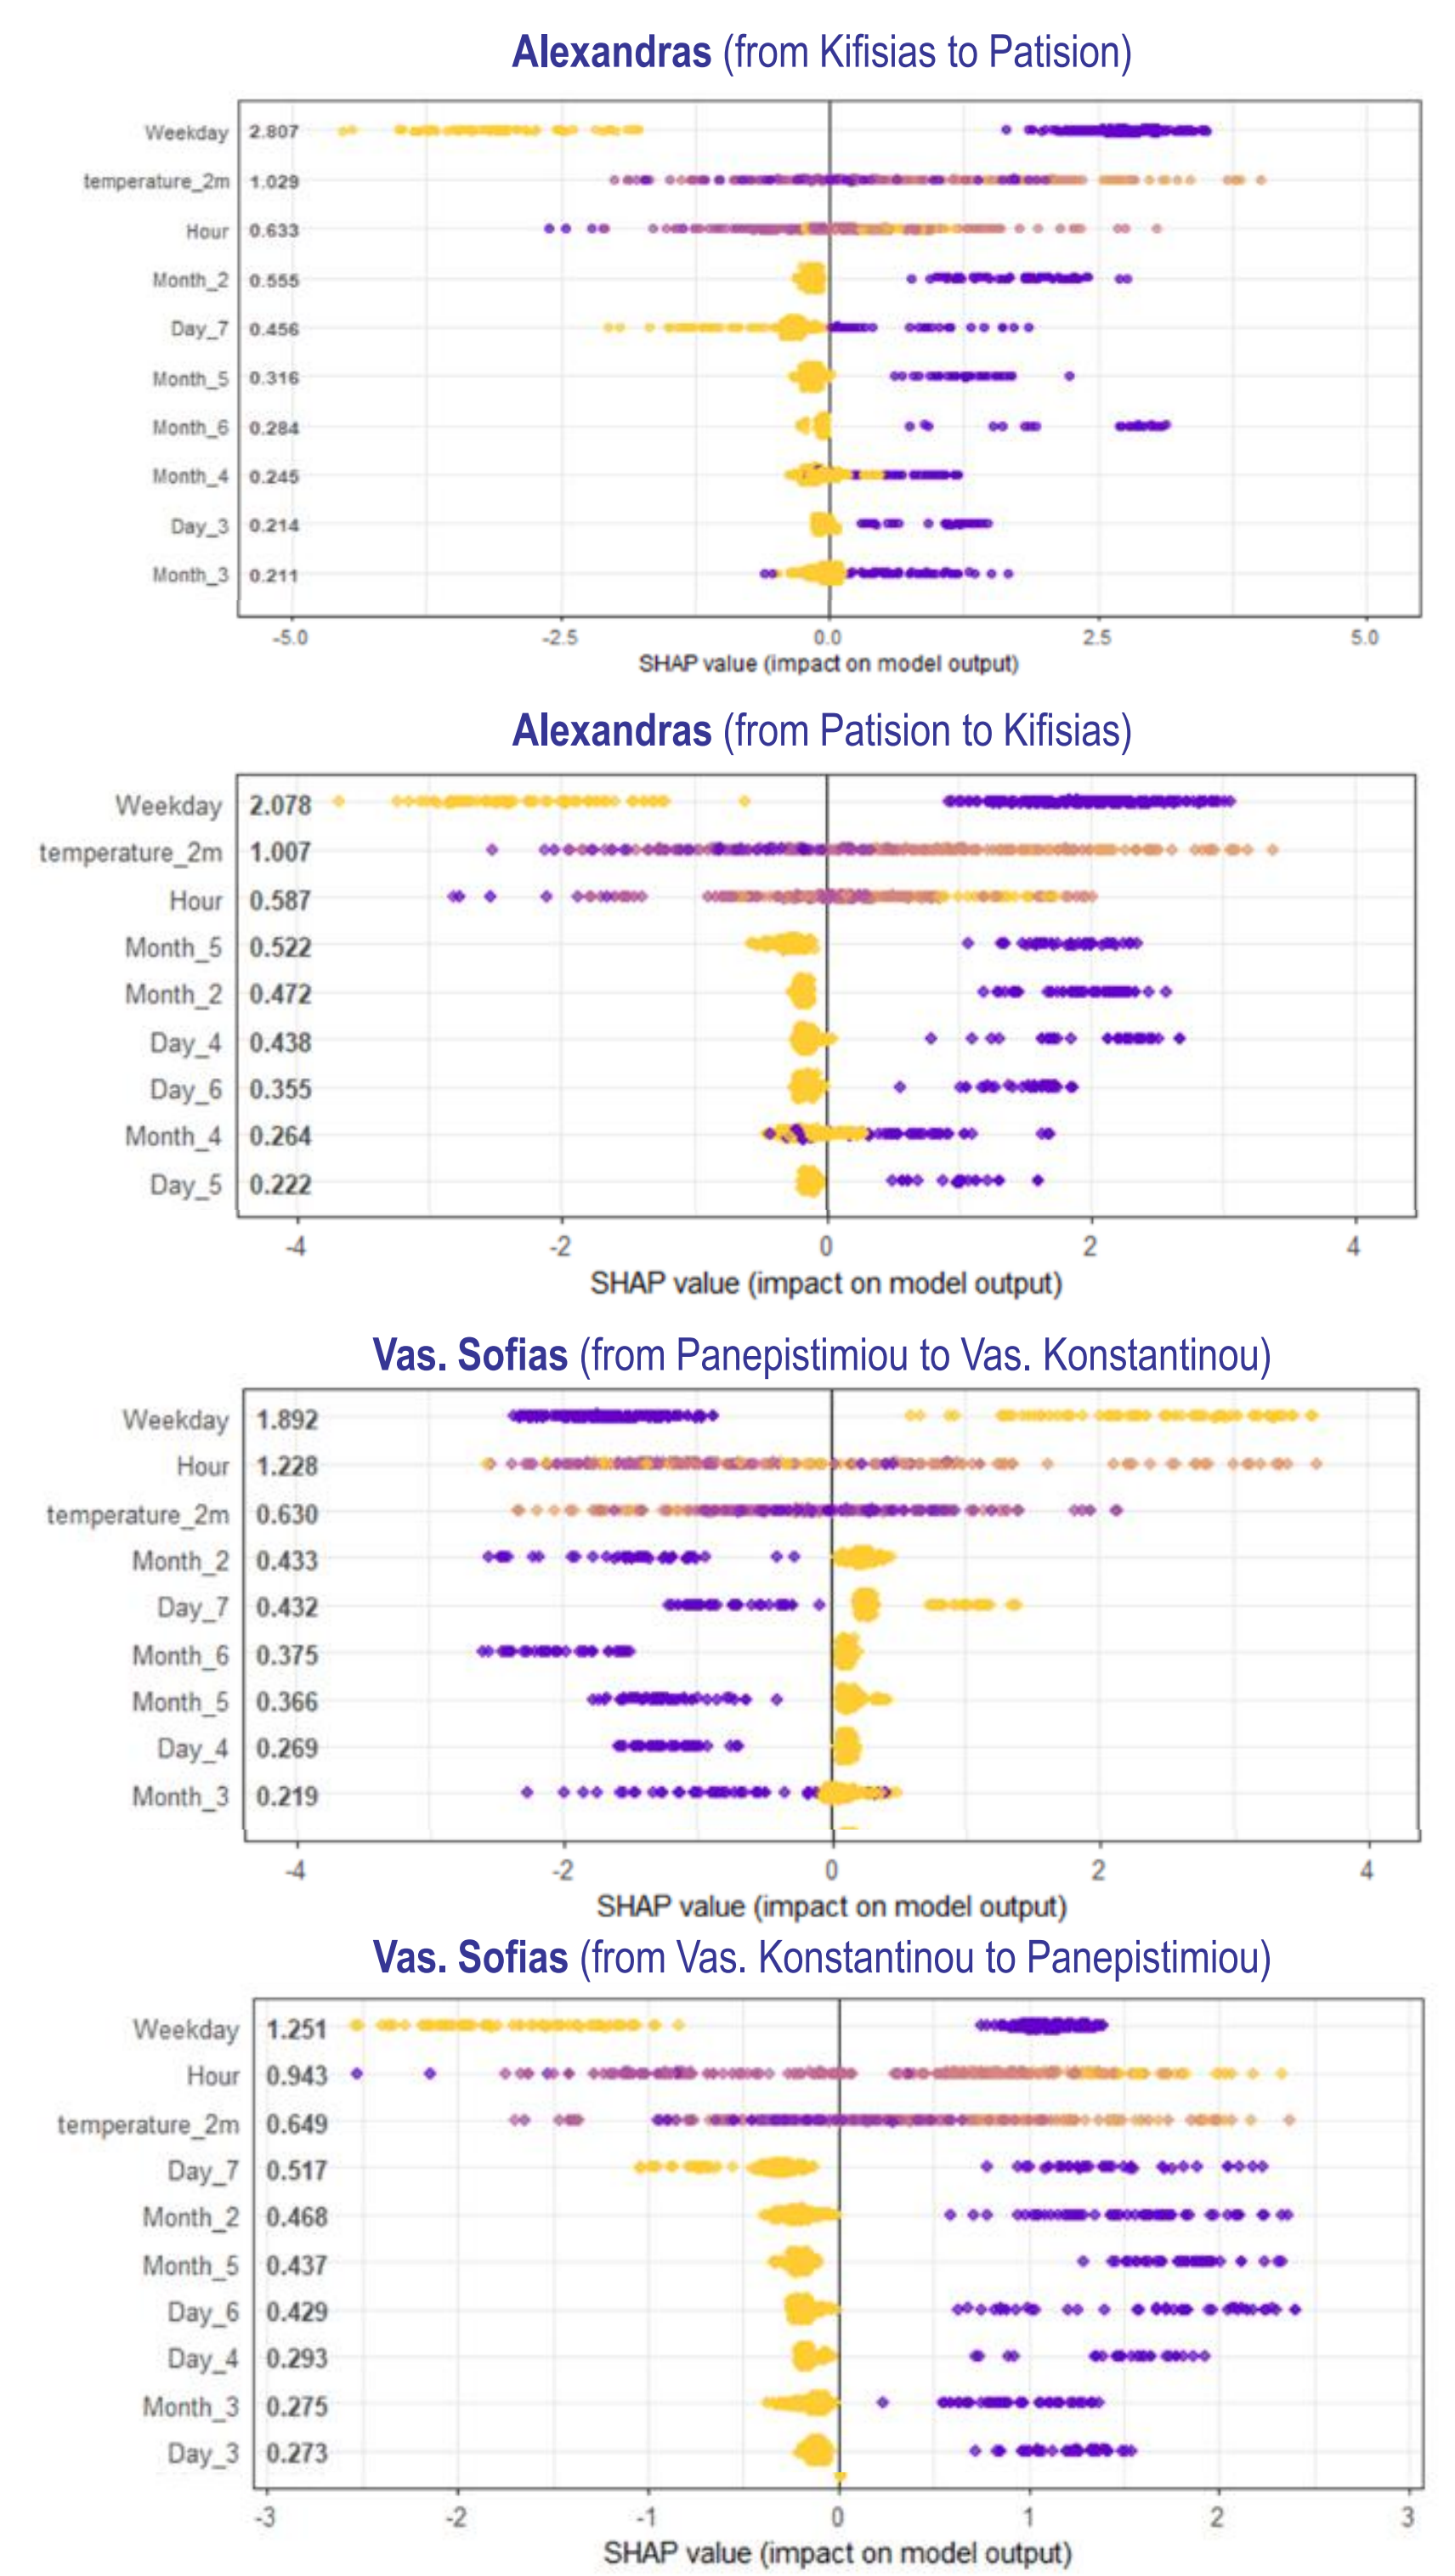 Alexandras (from Kifisias to Patision)
Weekday 2.807
temperature_2m 1.029
Hour 0.633
Month_2 0.555
Day_7 0.456
Month_5 0.316
Month_6 0.284
Month_4 0.245
Day_3 0.214
Month_3 0.211
-5.0 -2.5 0.0 2.5 5.0
SHAP value (impact on model output)
Alexandras (from Patision to Kifisias)
Weekday 2.078
temperature_2m 1.007
Hour 0.587
Month_5 0.522
Month_2 0.472
Day_4 0.438
Day_6 0.355
Month_4 0.264
Day_5 0.222
-4 -2 0 2 4
SHAP value (impact on model output)
Vas. Sofias (from Panepistimiou to Vas. Konstantinou)
Weekday 1.892
Hour 1.228
temperature_2m 0.630
Month_2 0.433
Day_7 0.432
Month_6 0.375
Month_5 0.366
Day_4 0.269
Month_3 0.219
-4 -2 0 2 4
SHAP value (impact on model output)
Vas. Sofias (from Vas. Konstantinou to Panepistimiou)
Weekday 1.251
Hour 0.943
temperature_2m 0.649
Day_7 0.517
Month_2 0.468
Month_5 0.437
Day_6 0.429
Day_4 0.293
Month_3 0.275
Day_3 0.273
-3 -2 -1 0 1 2 3
SHAP value (impact on model output)